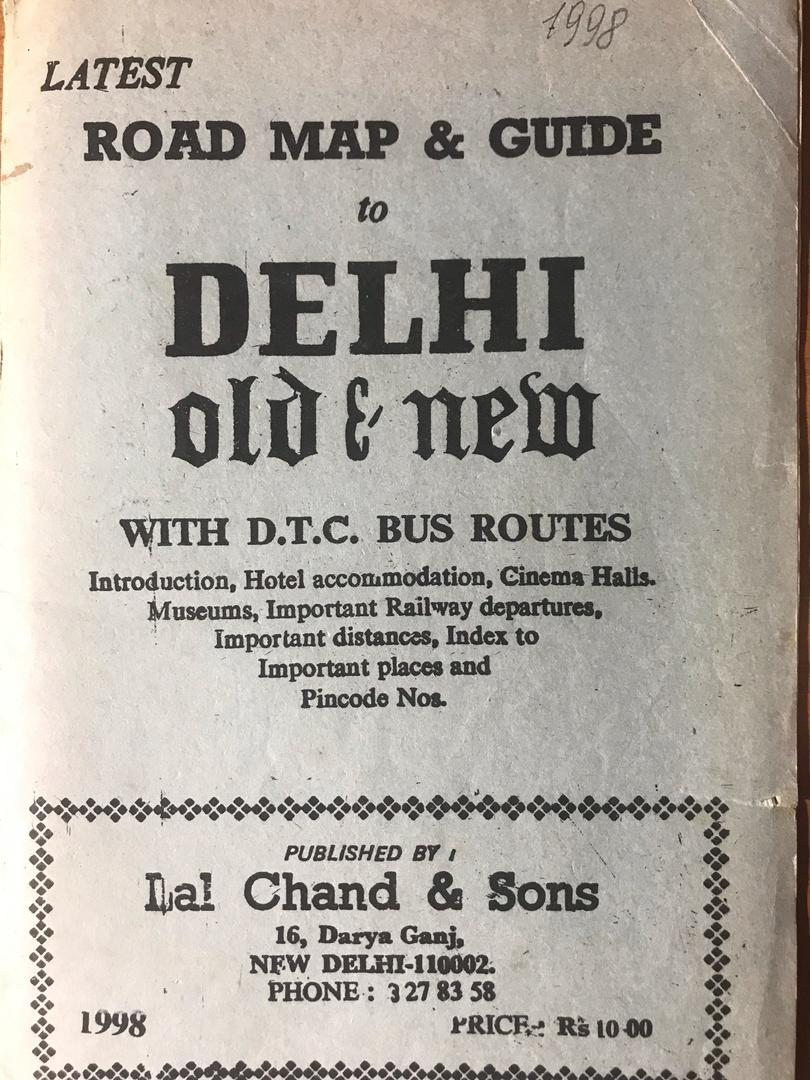 1998
LATEST
ROAD MAP & GUIDE
to
DELHI
old & new
WITH D.T.C. BUS ROUTES
Introduction, Hotel accommodation, Cinema Halls.
Museums, Important Railway departures,
Important distances, Index to
Important places and
Pincode Nos.
PUBLISHED BY :
Lal Chand & Sons
16, Darya Ganj,
NEW DELHI-110002.
PHONE : 3 27 83 58
1998 PRICE : Rs 10-00